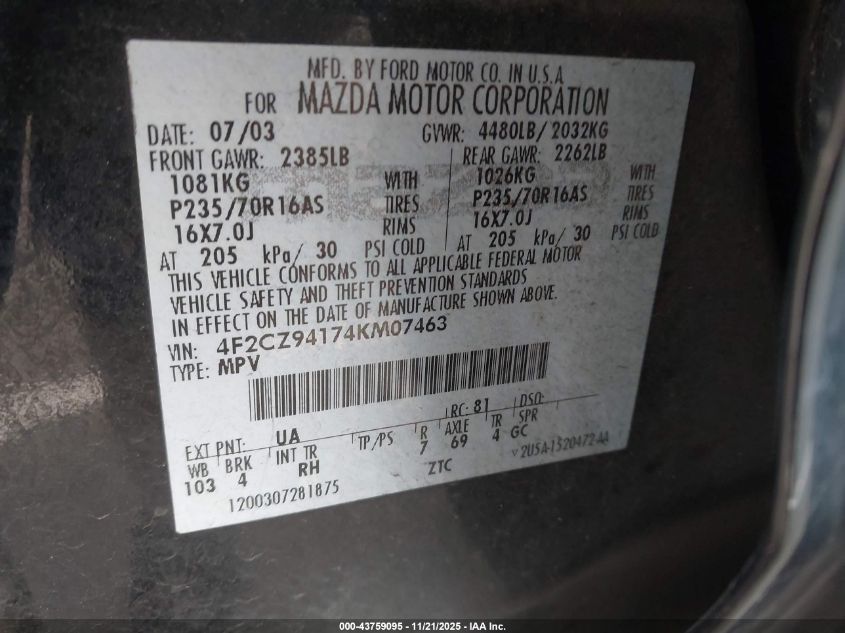 MFD. BY FORD MOTOR CO. IN U.S.A
FOR MAZDA MOTOR CORPORATION
DATE: 07/03 GVWR: 4480LB/ 2032KG
FRONT GAWR: 2385LB REAR GAWR: 2262LB
1081KG WITH 1026KG WITH
P235/70R16AS TIRES P235/70R16AS TIRES
16X7.0J RIMS 16X7.0J RIMS
AT 205 kPa/ 30 PSI COLD AT 205 kPa/ 30 PSI COLD
THIS VEHICLE CONFORMS TO ALL APPLICABLE FEDERAL MOTOR
VEHICLE SAFETY AND THEFT PREVENTION STANDARDS
IN EFFECT ON THE DATE OF MANUFACTURE SHOWN ABOVE.
VIN: 4F2CZ94174KM07463
TYPE: MPV
EXT PNT: UA RC: 81 DSO:
WB BRK INT TR TP/PS R AXLE TR SPR
103 4 RH 7 69 4 GC
1200307281875 ZTC V 2U5A-1520472-AA
000-43759095 - 11/21/2025 - IAA Inc.